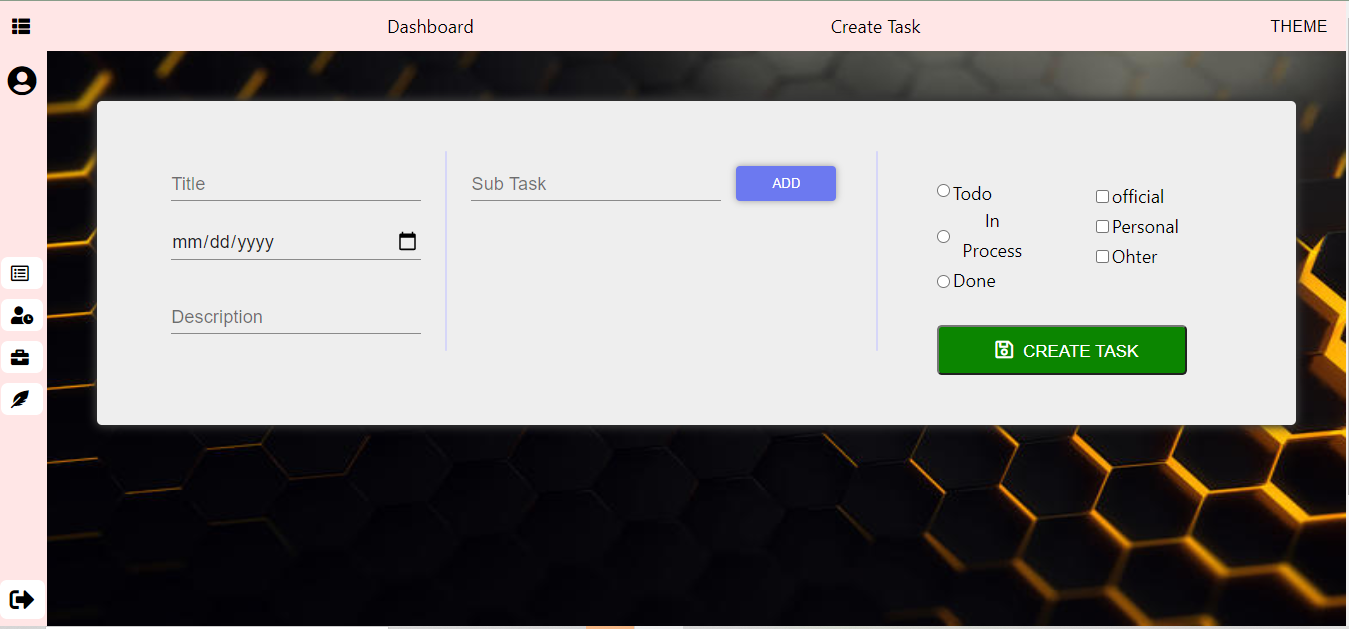 Dashboard
Create Task
THEME
Title
Sub Task
ADD
mm/dd/yyyy
Description
Todo
In
Process
Done
official
Personal
Ohter
CREATE TASK